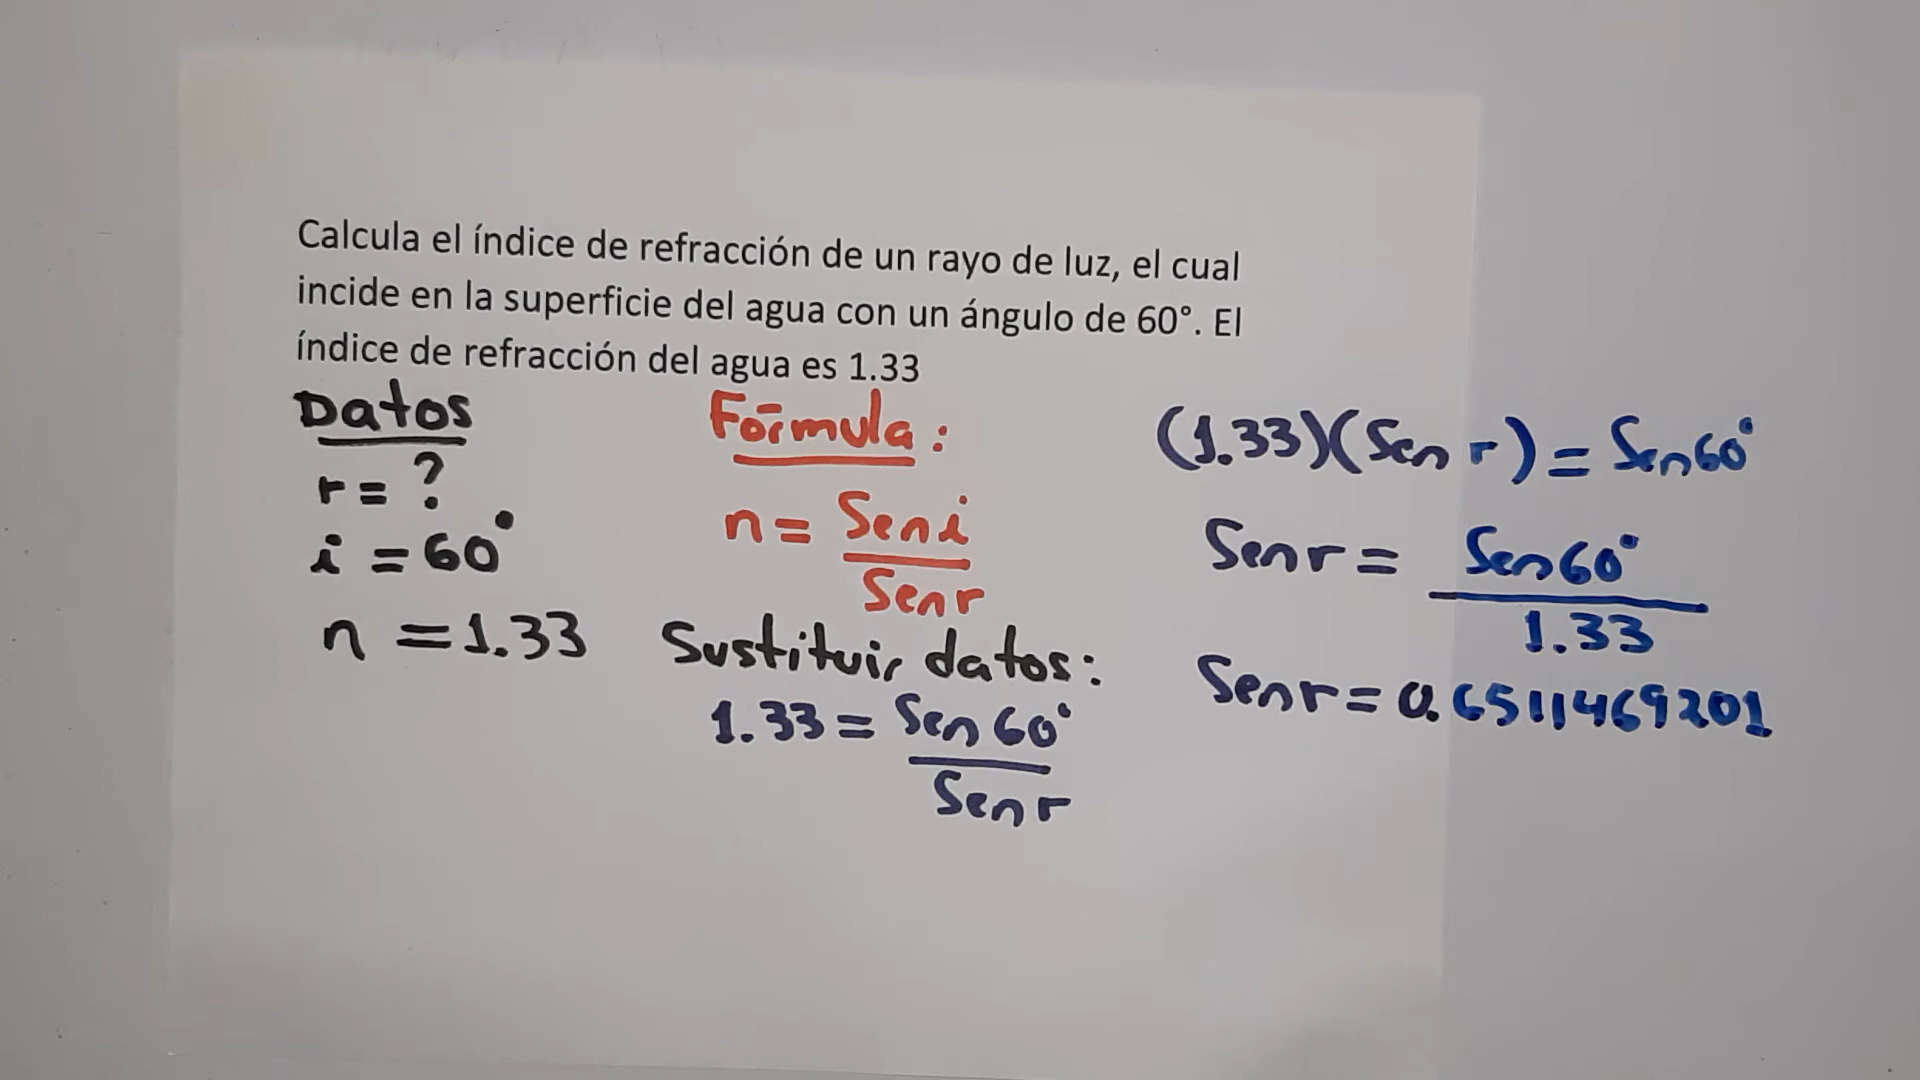 Calcula el índice de refracción de un rayo de luz, el cual
incide en la superficie del agua con un ángulo de 60°. El
índice de refracción del agua es 1.33
Datos
r = ?
i = 60°
n = 1.33
Fórmula:
n = Sen i
Sen r
Sustituir datos:
1.33 = Sen 60°
Sen r
(1.33)(Sen r) = Sen 60°
Sen r = Sen 60°
1.33
Sen r = 0.6511469201